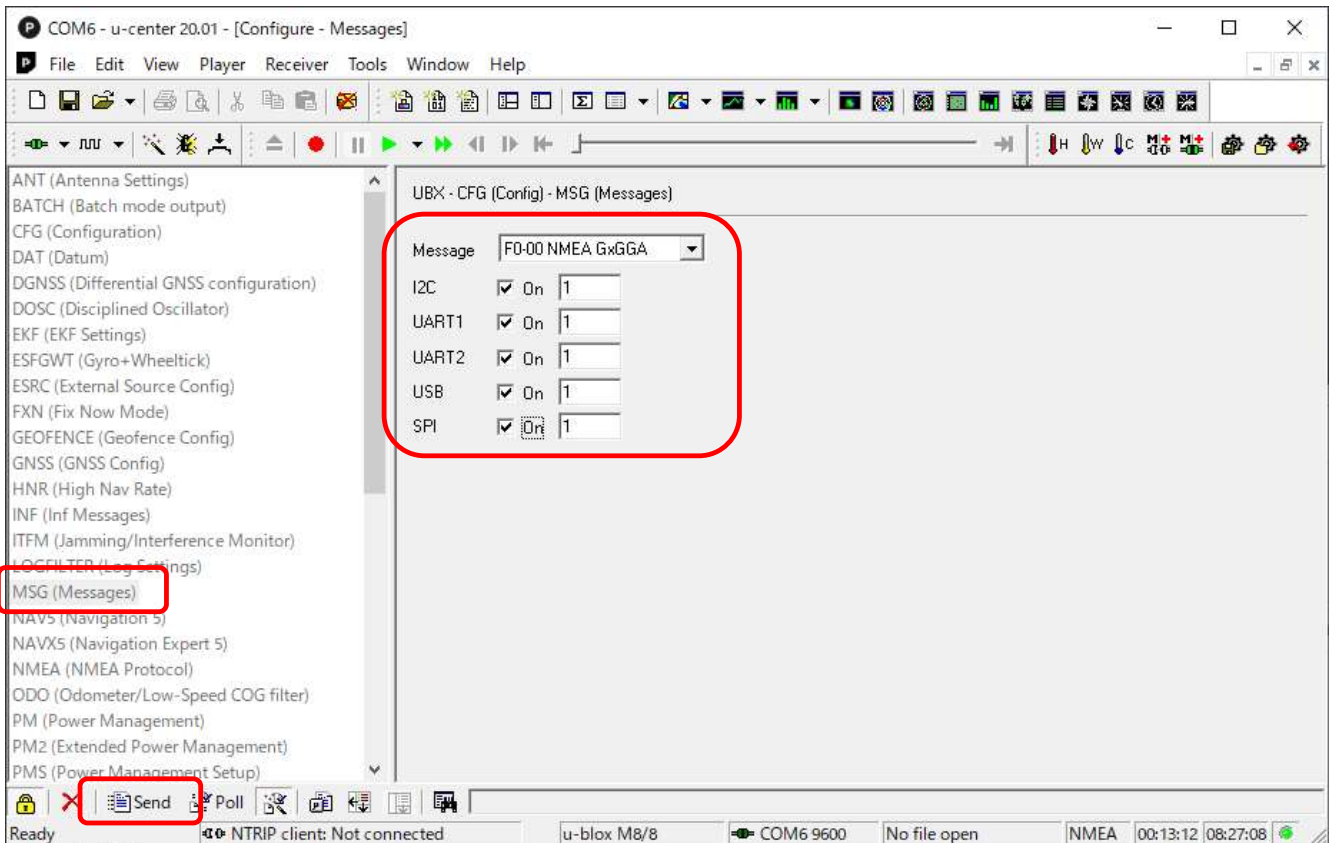 COM6 - u-center 20.01 - [Configure - Messages]
File Edit View Player Receiver Tools Window Help
ANT (Antenna Settings)
BATCH (Batch mode output)
CFG (Configuration)
DAT (Datum)
DGNSS (Differential GNSS configuration)
DOSC (Disciplined Oscillator)
EKF (EKF Settings)
ESFGWT (Gyro+Wheeltick)
ESRC (External Source Config)
FXN (Fix Now Mode)
GEOFENCE (Geofence Config)
GNSS (GNSS Config)
HNR (High Nav Rate)
INF (Inf Messages)
ITFM (Jamming/Interference Monitor)
LOGFILTER (Log Settings)
MSG (Messages)
NAV5 (Navigation 5)
NAVX5 (Navigation Expert 5)
NMEA (NMEA Protocol)
ODO (Odometer/Low-Speed COG filter)
PM (Power Management)
PM2 (Extended Power Management)
PMS (Power Management Setup)
UBX - CFG (Config) - MSG (Messages)
Message F0-00 NMEA GxGGA
I2C On 1
UART1 On 1
UART2 On 1
USB On 1
SPI On 1
Send Poll
Ready NTRIP client: Not connected u-blox M8/8 COM6 9600 No file open NMEA 00:13:12 08:27:08